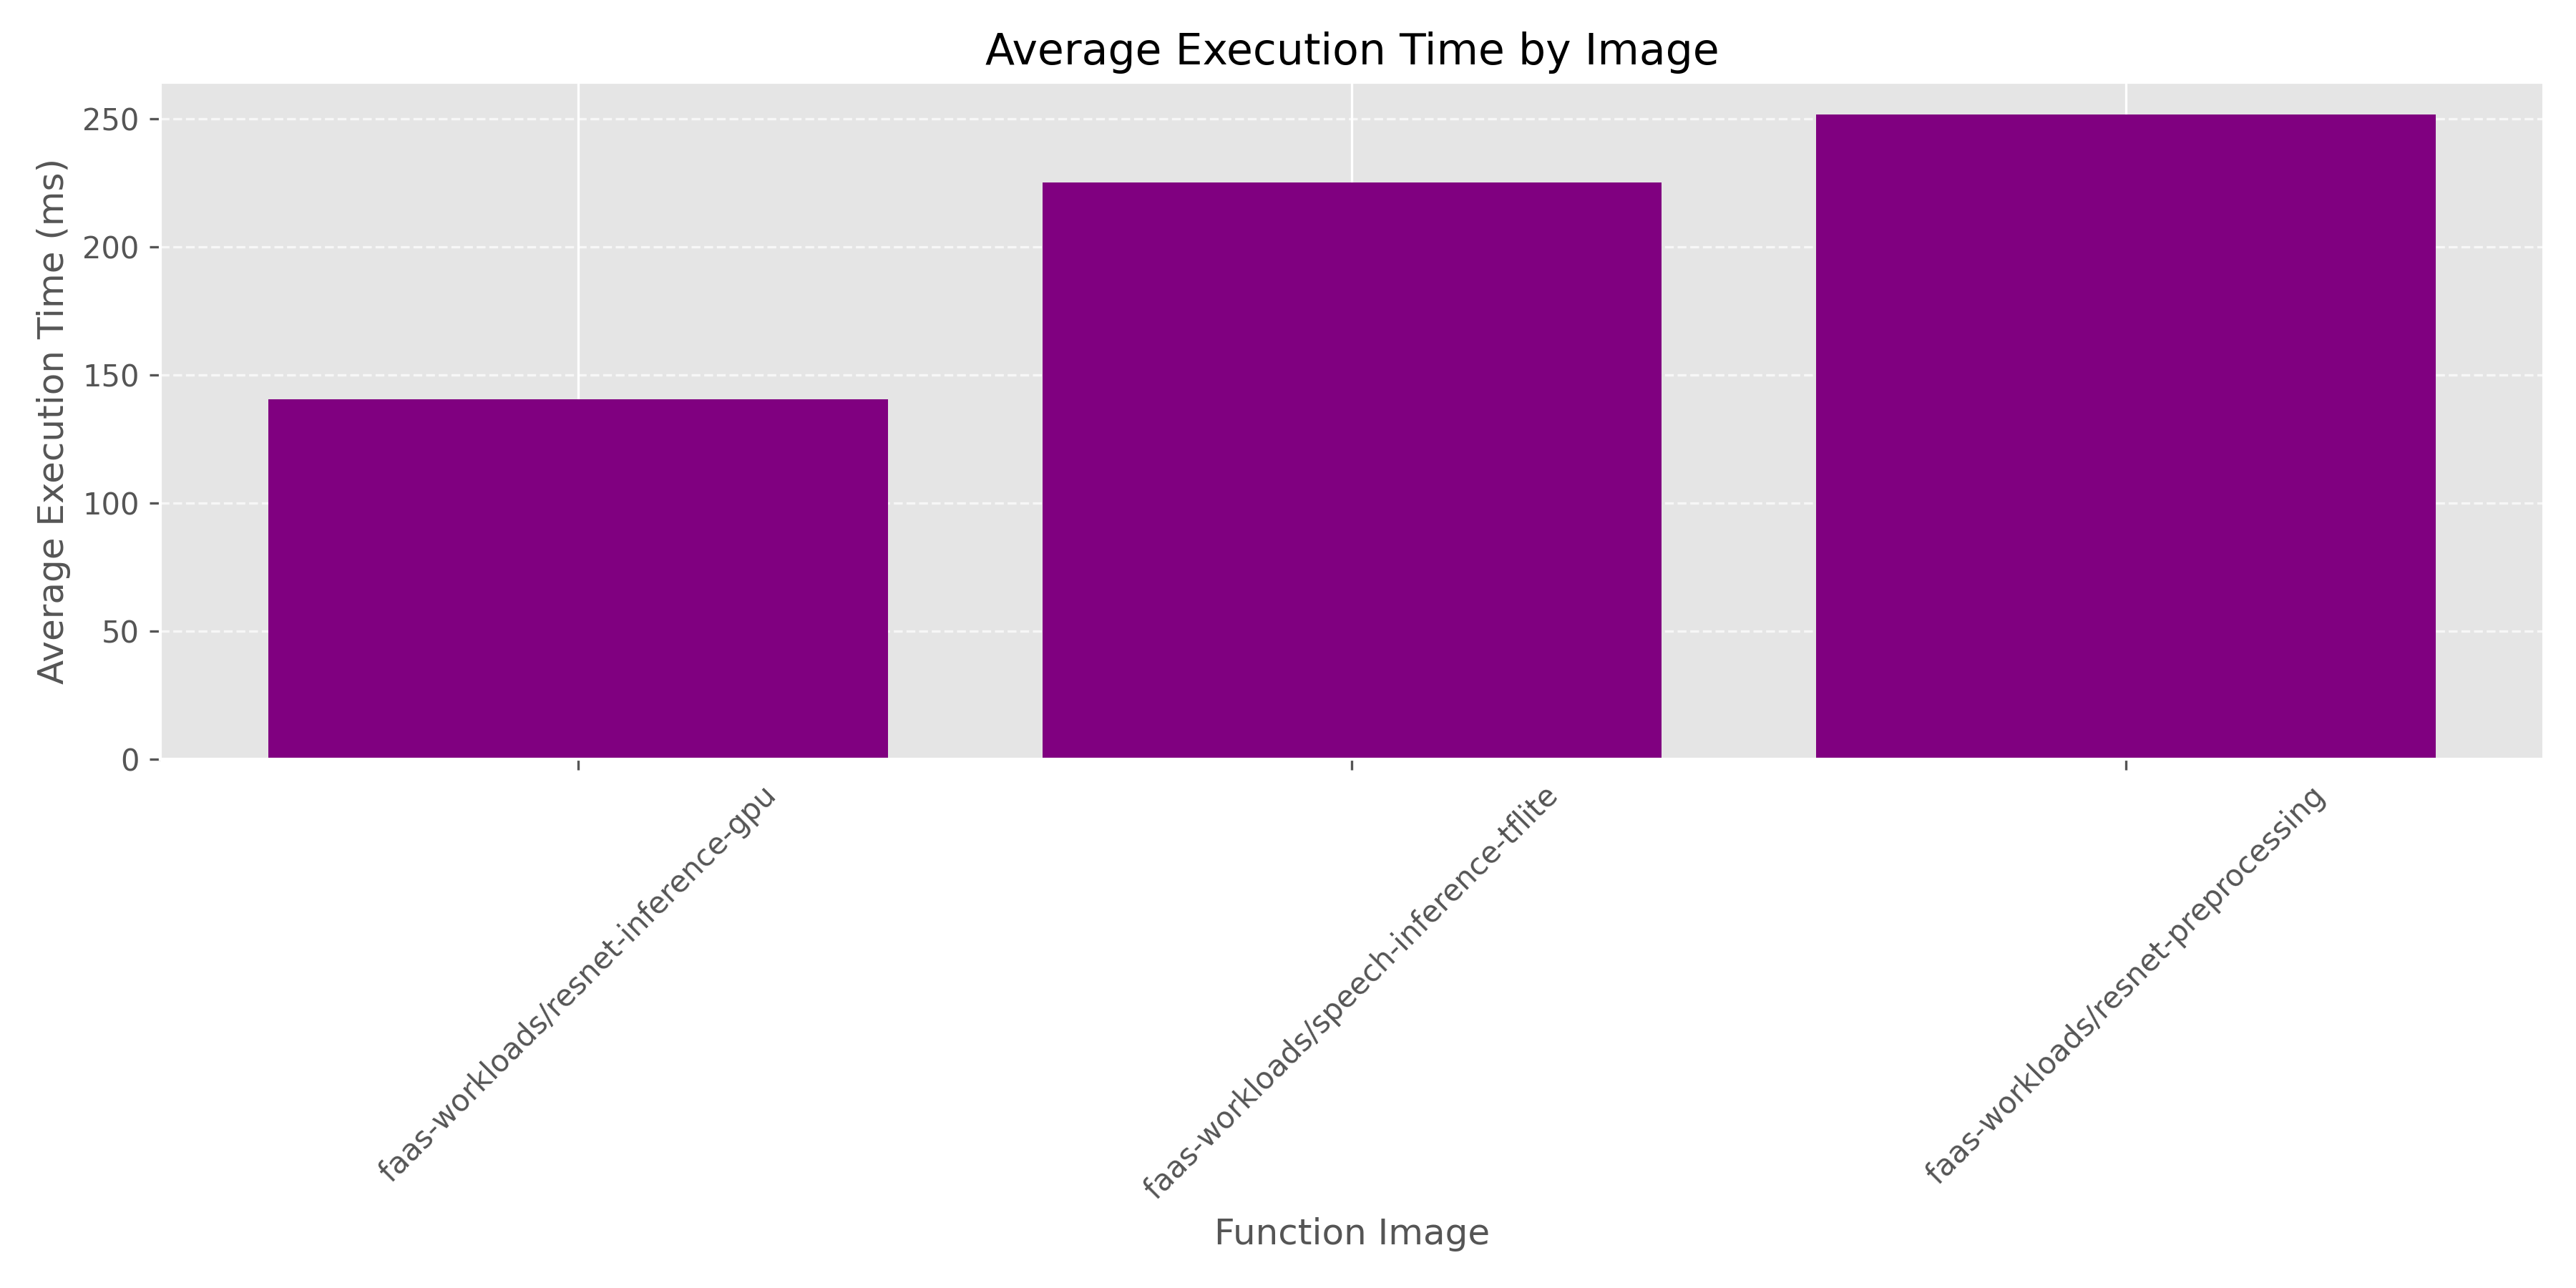 Average Execution Time by Image
Average Execution Time (ms)
250
200
150
100
50
0
faas-workloads/resnet-inference-gpu
faas-workloads/speech-inference-tflite
faas-workloads/resnet-preprocessing
Function Image